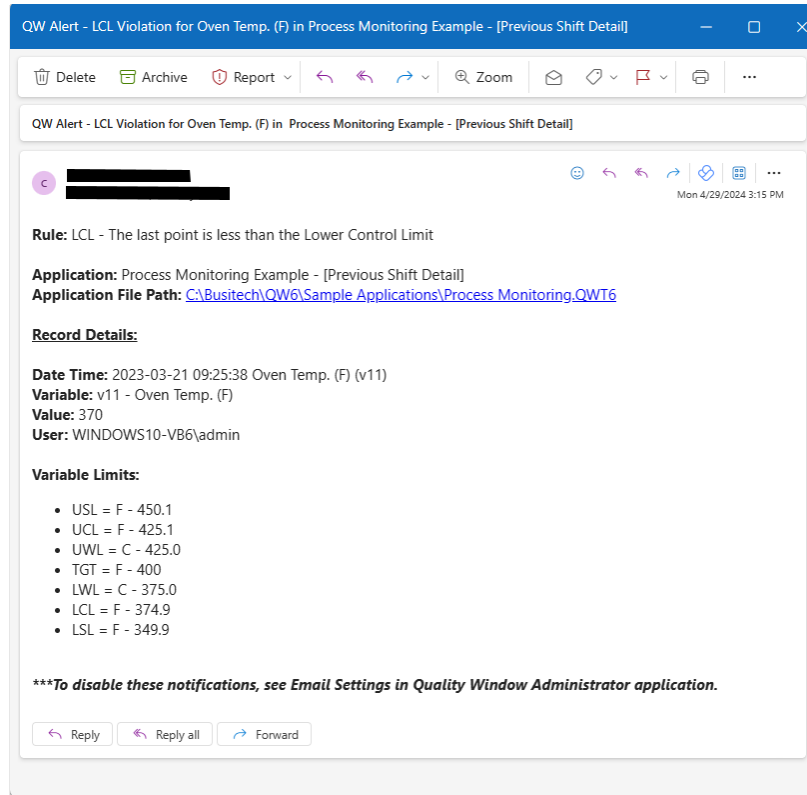 QW Alert - LCL Violation for Oven Temp. (F) in Process Monitoring Example - [Previous Shift Detail]
Delete Archive Report Zoom
QW Alert - LCL Violation for Oven Temp. (F) in Process Monitoring Example - [Previous Shift Detail]
C
Mon 4/29/2024 3:15 PM
Rule: LCL - The last point is less than the Lower Control Limit
Application: Process Monitoring Example - [Previous Shift Detail]
Application File Path: C:\Busitech\QW6\Sample Applications\Process Monitoring.QWT6
Record Details:
Date Time: 2023-03-21 09:25:38 Oven Temp. (F) (v11)
Variable: v11 - Oven Temp. (F)
Value: 370
User: WINDOWS10-VB6\admin
Variable Limits:
• USL = F - 450.1
• UCL = F - 425.1
• UWL = C - 425.0
• TGT = F - 400
• LWL = C - 375.0
• LCL = F - 374.9
• LSL = F - 349.9
***To disable these notifications, see Email Settings in Quality Window Administrator application.
Reply Reply all Forward